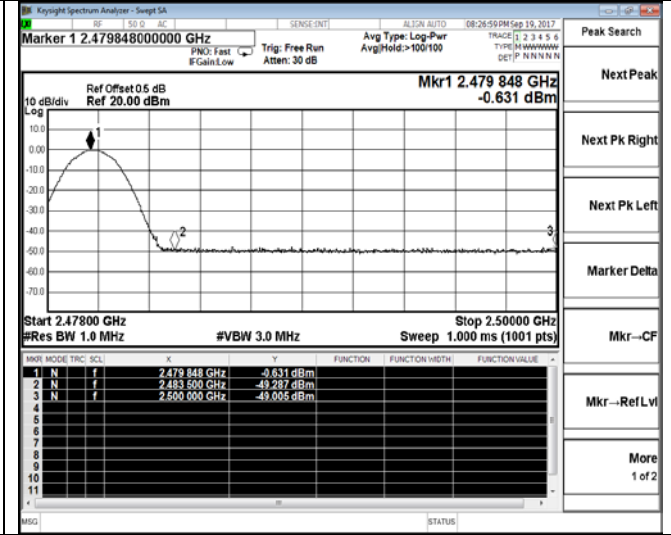 Keysight Spectrum Analyzer - Swept SA
RF 50 Ω AC SENSE:INT ALIGN AUTO 08:26:59 PM Sep 19, 2017
Marker 1 2.479848000000 GHz
PNO: Fast
IFGain:Low
Trig: Free Run
Atten: 30 dB
Avg Type: Log-Pwr
Avg|Hold:>100/100
TRACE 1 2 3 4 5 6
TYPE M WWWWW
DET P N N N N N
Peak Search
Ref Offset 0.5 dB
10 dB/div Ref 20.00 dBm
Log
Mkr1 2.479 848 GHz
-0.631 dBm
10.0
0.00
-10.0
-20.0
-30.0
-40.0
-50.0
-60.0
-70.0
1
2
3
Start 2.47800 GHz Stop 2.50000 GHz
#Res BW 1.0 MHz #VBW 3.0 MHz Sweep 1.000 ms (1001 pts)
MKR MODE TRC SCL X Y FUNCTION FUNCTION WIDTH FUNCTION VALUE
1 N f 2.479 848 GHz -0.631 dBm
2 N f 2.483 500 GHz -49.287 dBm
3 N f 2.500 000 GHz -49.005 dBm
4
5
6
7
8
9
10
11
MSG STATUS
Next Peak
Next Pk Right
Next Pk Left
Marker Delta
Mkr→CF
Mkr→Ref Lvl
More
1 of 2